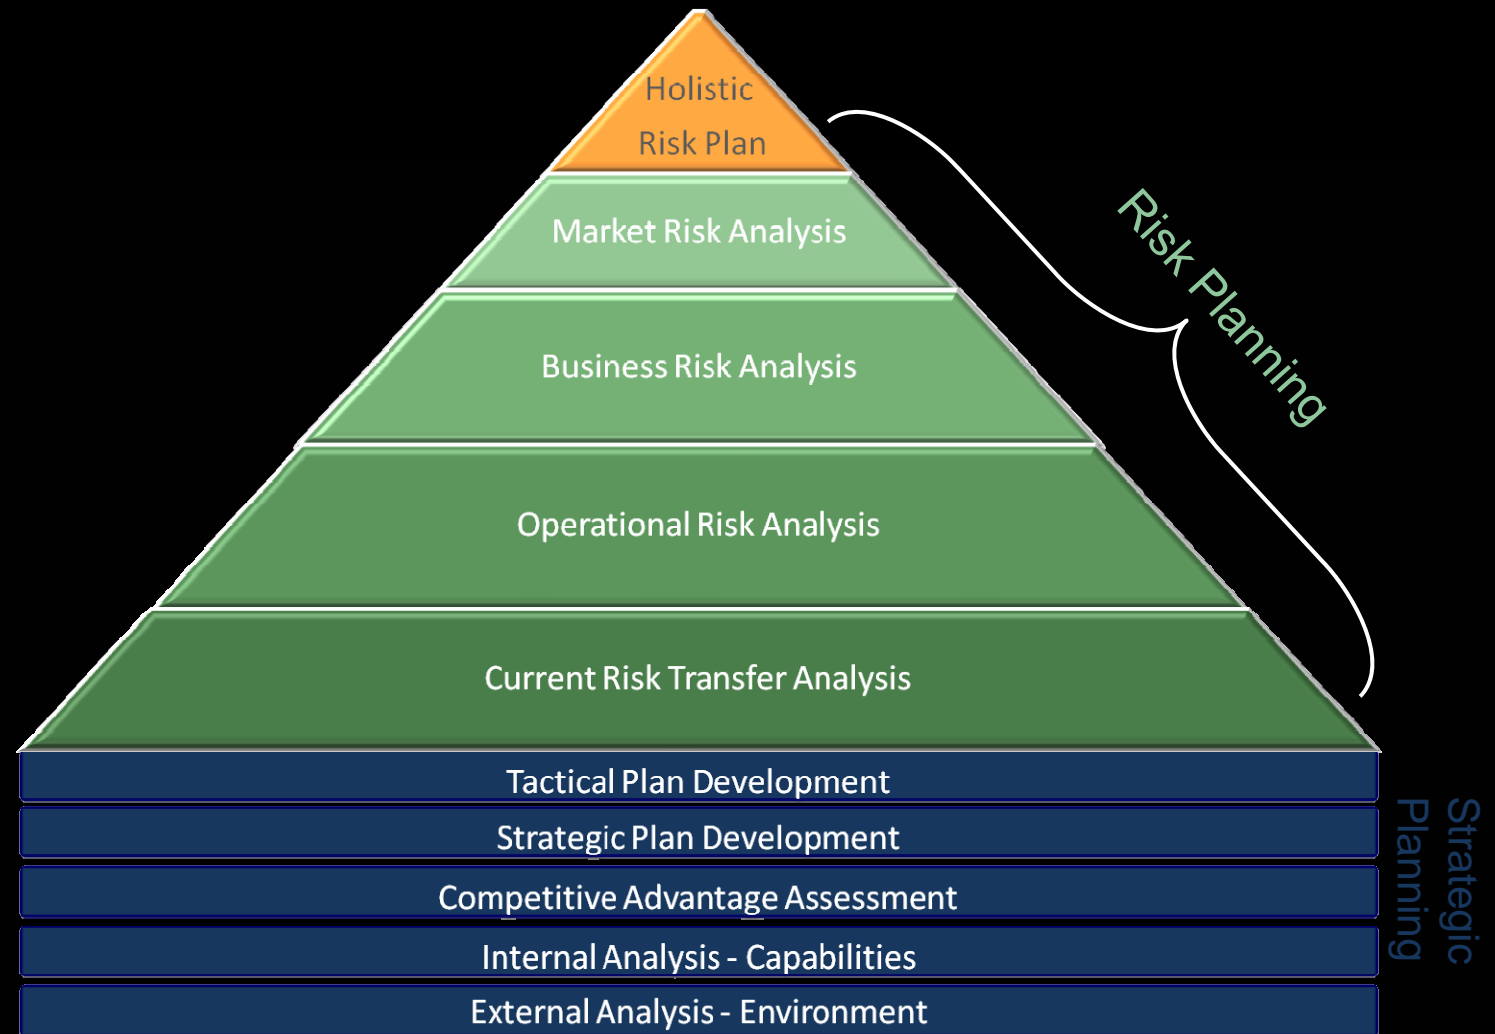 Holistic
Risk Plan
Market Risk Analysis
Business Risk Analysis
Operational Risk Analysis
Current Risk Transfer Analysis
Risk Planning
Tactical Plan Development
Strategic Plan Development
Competitive Advantage Assessment
Internal Analysis - Capabilities
External Analysis - Environment
Strategic
Planning